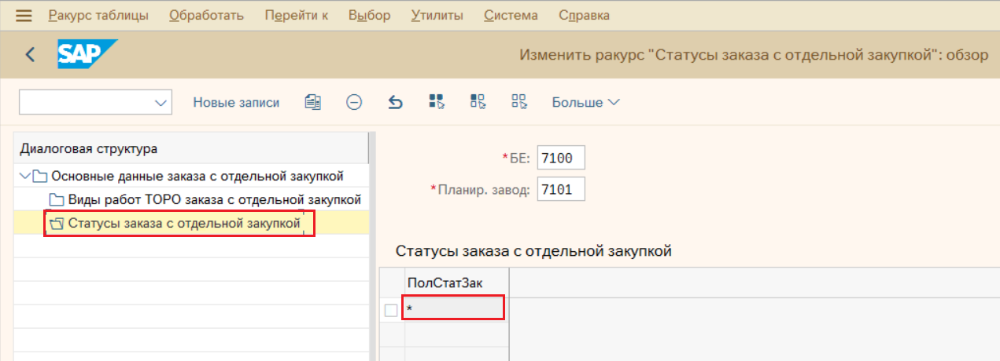 Ракурс таблицы Обработать Перейти к Выбор Утилиты Система Справка
SAP Изменить ракурс "Статусы заказа с отдельной закупкой": обзор
Новые записи Больше
Диалоговая структура
Основные данные заказа с отдельной закупкой
Виды работ ТОРО заказа с отдельной закупкой
Статусы заказа с отдельной закупкой
*БЕ: 7100
*Планир. завод: 7101
Статусы заказа с отдельной закупкой
ПолСтатЗак
*